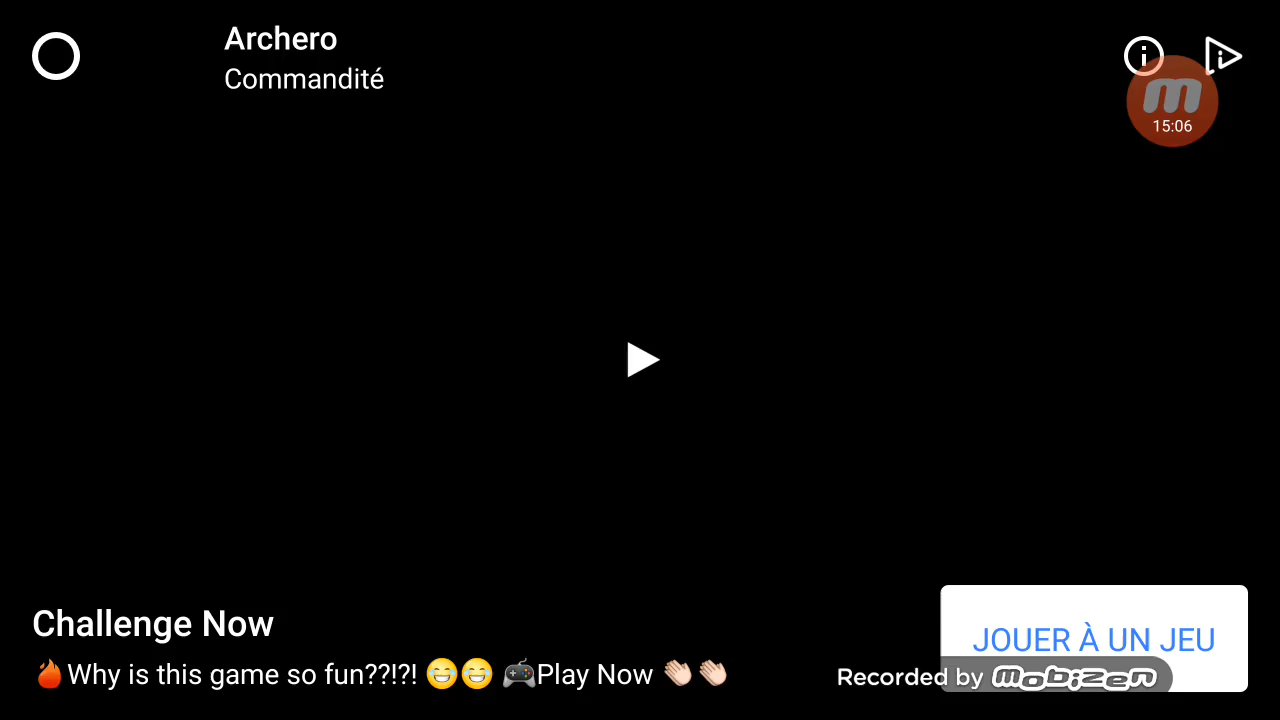 Archero
Commandité
m
15:06
Challenge Now
🔥Why is this game so fun??!?! 😂😂 🎮Play Now 👏🏻👏🏻
JOUER À UN JEU
Recorded by mobizen